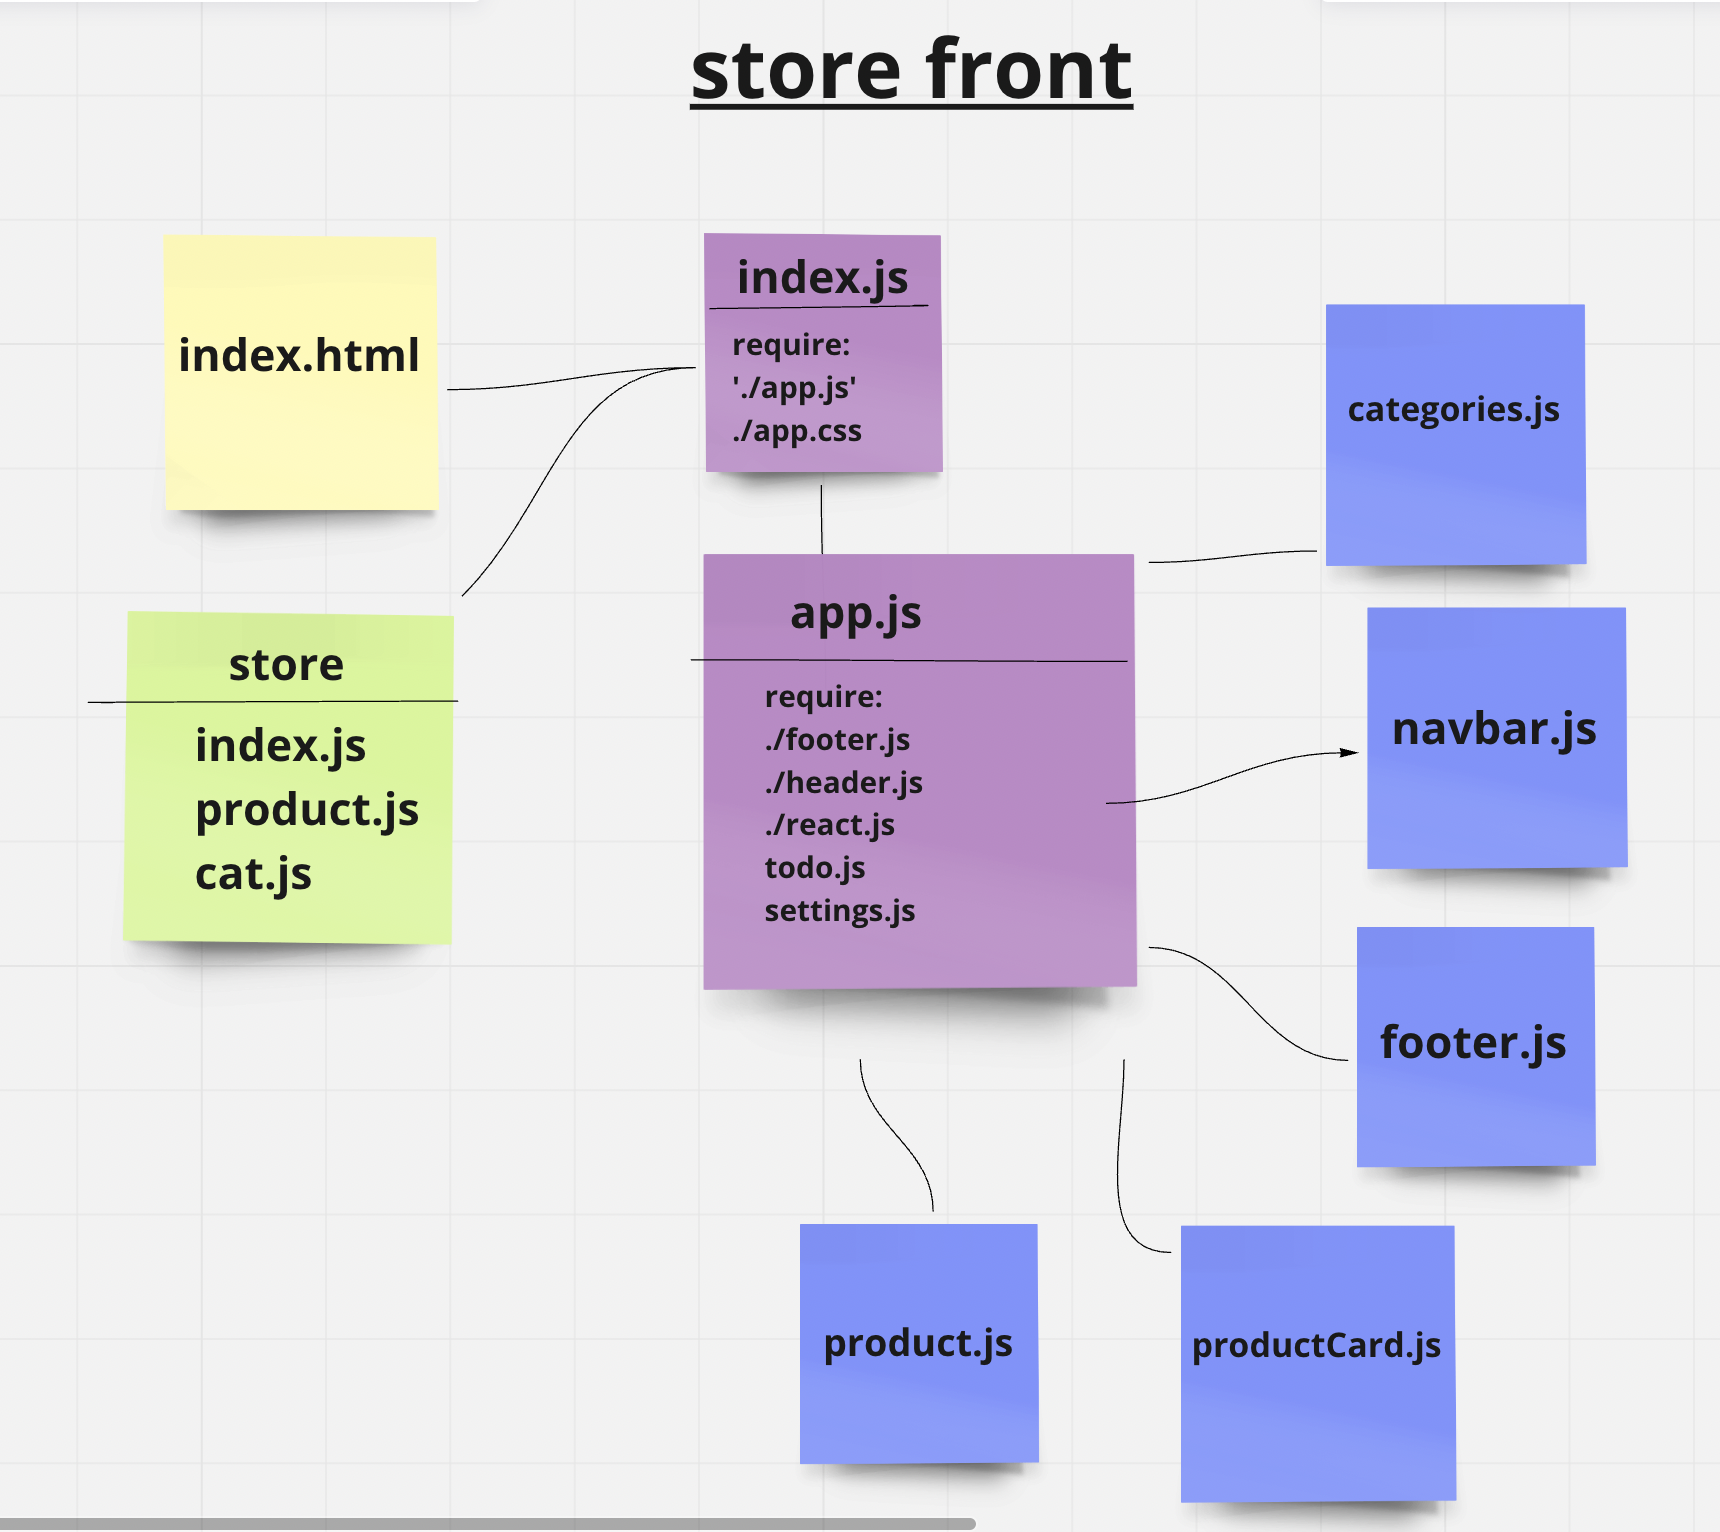 store front
index.html
index.js
require:
'./app.js'
./app.css
categories.js
store
index.js
product.js
cat.js
app.js
require:
./footer.js
./header.js
./react.js
todo.js
settings.js
navbar.js
footer.js
product.js
productCard.js